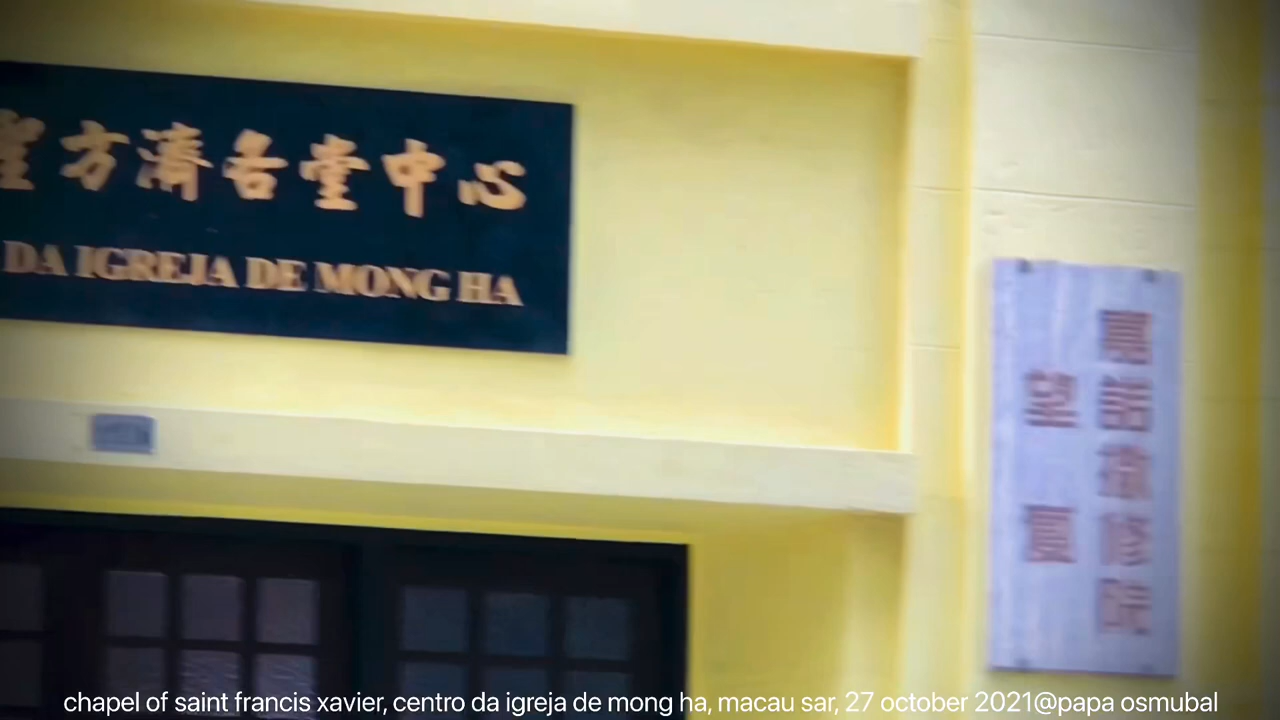 聖方濟各堂中心
DA IGREJA DE MONG HA
嘉諾撒修院
望廈
chapel of saint francis xavier, centro da igreja de mong ha, macau sar, 27 october 2021@papa osmubal